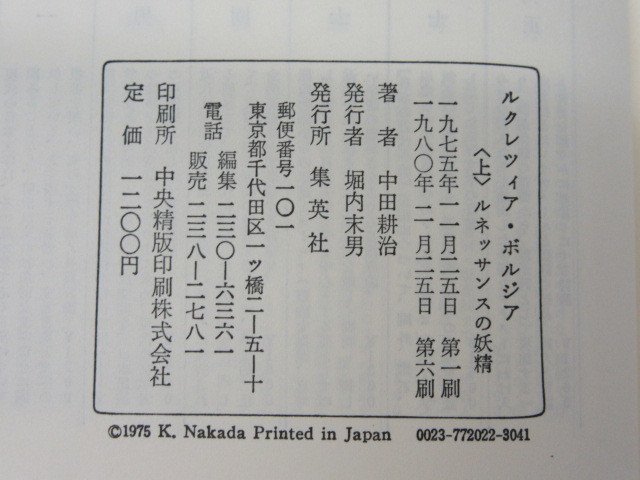 ルクレツィア・ボルジア
〈上〉ルネッサンスの妖精
一九七五年一一月二五日　第一刷
一九八〇年二月二五日　第六刷
著者　中田耕治
発行者　堀内末男
発行所　集英社
郵便番号一〇一
東京都千代田区一ッ橋二―五―十
電話　編集　二三〇―六三六一
販売　二三八―二七八一
印刷所　中央精版印刷株式会社
定価　一二〇〇円
©1975 K. Nakada Printed in Japan　0023-772022-3041